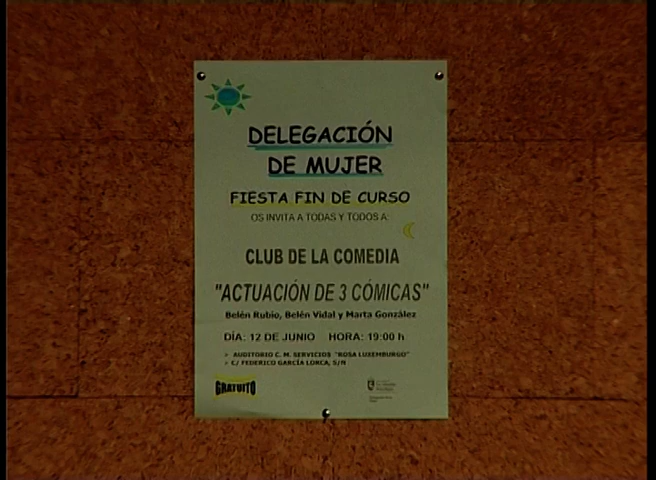 DELEGACIÓN
DE MUJER
FIESTA FIN DE CURSO
OS INVITA A TODAS Y TODOS A:
CLUB DE LA COMEDIA
"ACTUACIÓN DE 3 CÓMICAS"
Belén Rubio, Belén Vidal y Marta González
DÍA: 12 DE JUNIO HORA: 19:00 h
AUDITORIO C. M. SERVICIOS "ROSA LUXEMBURGO"
C/ FEDERICO GARCÍA LORCA, S/N
GRATUITO